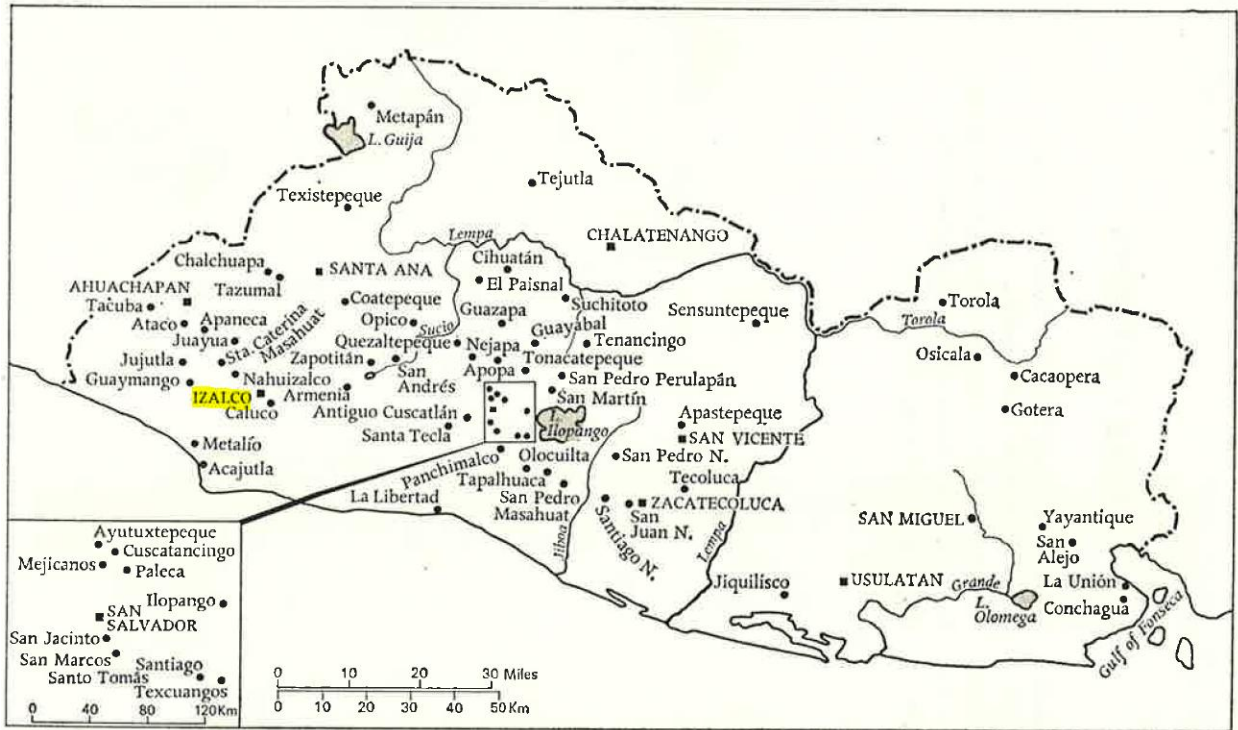 Metapán
L. Guija
Tejutla
Texistepeque
Lempa
CHALATENANGO
Chalchuapa
SANTA ANA
Cihuatán
Tazumal
El Paisnal
AHUACHAPAN
Tacuba
Coatepeque
Suchitoto
Sensuntepeque
Torola
Ataco
Apaneca
Opico
Sucio
Guazapa
Guayabal
Torola
Juayua
Sta. Caterina
Masahuat
Quezaltepeque
Nejapa
Tenancingo
Osicala
Jujutla
Zapotitán
San
Andrés
Apopa
Tonacatepeque
Cacaopera
Guaymango
Nahuizalco
San Pedro Perulapán
IZALCO
Armenia
San Martín
Gotera
Caluco
Antiguo Cuscatlán
L.
Ilopango
Apastepeque
Santa Tecla
SAN VICENTE
Metalío
Panchimalco
Olocuilta
San Pedro N.
Acajutla
Tapalhuaca
Tecoluca
La Libertad
San Pedro
Masahuat
Santiago N.
San
Juan N.
ZACATECOLUCA
SAN MIGUEL
Yayantique
Jiboa
Lempa
San
Alejo
Jiquilisco
USULATAN
Grande
La Unión
L.
Olomega
Conchagua
Gulf of Fonseca
Ayutuxtepeque
Cuscatancingo
Mejicanos
Paleca
Ilopango
SAN
SALVADOR
San Jacinto
San Marcos
Santiago
Santo Tomás
Texcuangos
0 40 80 120 Km
0 10 20 30 Miles
0 10 20 30 40 50 Km